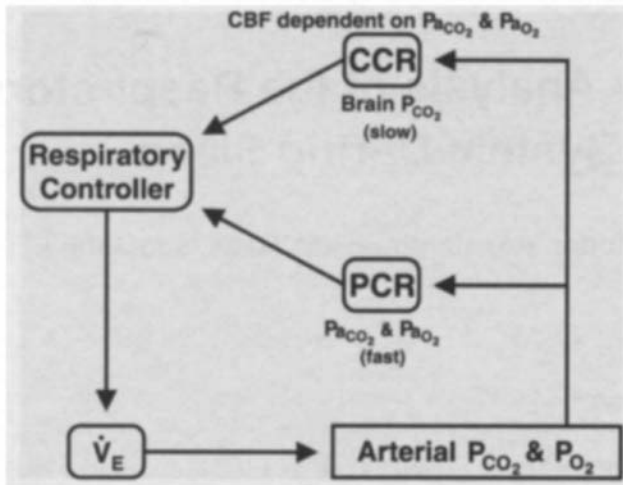 CBF dependent on PaCO₂ & PaO₂
CCR
Brain PCO₂
(slow)
Respiratory
Controller
PCR
PaCO₂ & PaO₂
(fast)
V̇E
Arterial PCO₂ & PO₂